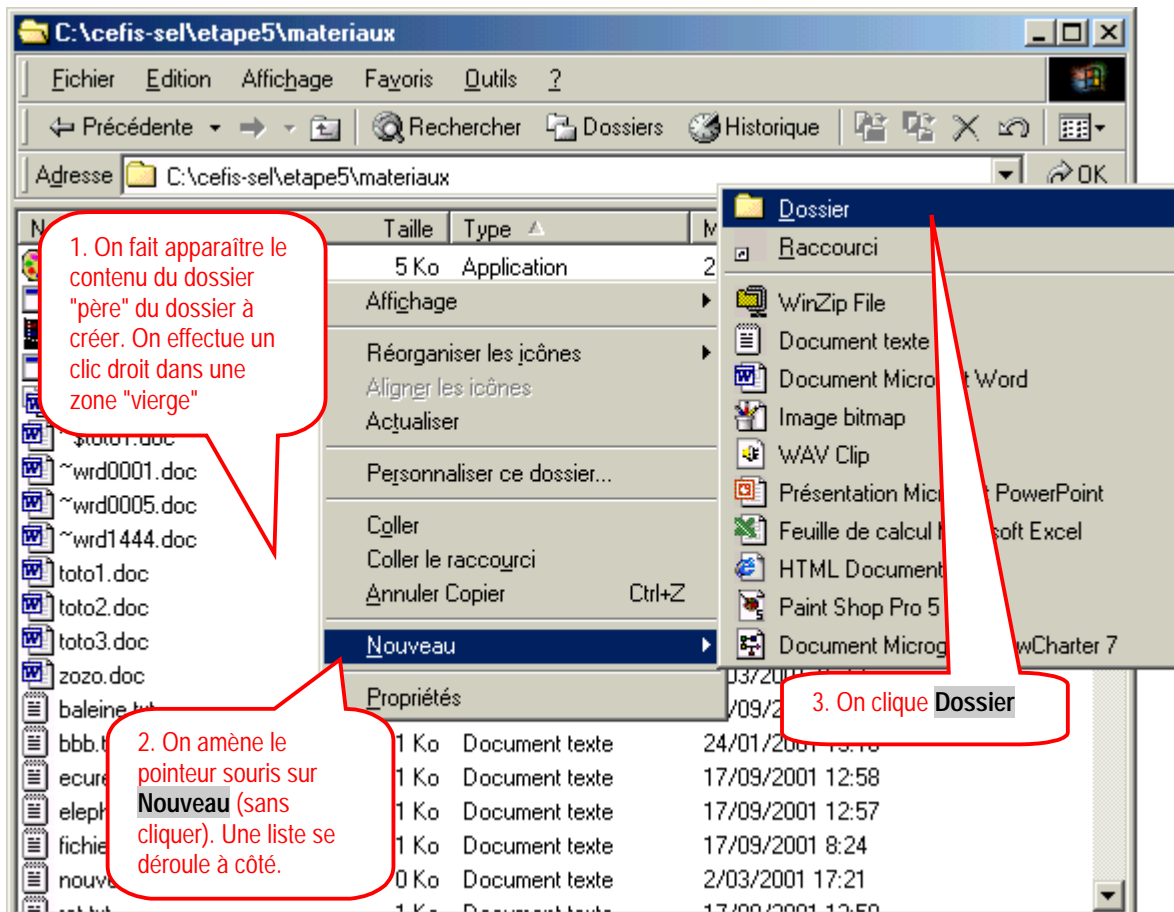 C:\cefis-sel\etape5\materiaux
Fichier Edition Affichage Favoris Outils ?
Précédente Rechercher Dossiers Historique
Adresse C:\cefis-sel\etape5\materiaux OK
Taille Type
5 Ko Application
1. On fait apparaître le
contenu du dossier
"père" du dossier à
créer. On effectue un
clic droit dans une
zone "vierge"
~wrd0001.doc
~wrd0005.doc
~wrd1444.doc
toto1.doc
toto2.doc
toto3.doc
zozo.doc
Affichage
Réorganiser les icônes
Aligner les icônes
Actualiser
Personnaliser ce dossier...
Coller
Coller le raccourci
Annuler Copier Ctrl+Z
Nouveau
Propriétés
Dossier
Raccourci
WinZip File
Document texte
Document Word
Image bitmap
WAV Clip
Présentation PowerPoint
Feuille de calcul Excel
HTML Document
Paint Shop Pro 5
Document
3. On clique Dossier
2. On amène le
pointeur souris sur
Nouveau (sans
cliquer). Une liste se
déroule à côté.
1 Ko Document texte 24/01/2001
1 Ko Document texte 17/09/2001 12:58
1 Ko Document texte 17/09/2001 12:57
1 Ko Document texte 17/09/2001 8:24
0 Ko Document texte 2/03/2001 17:21